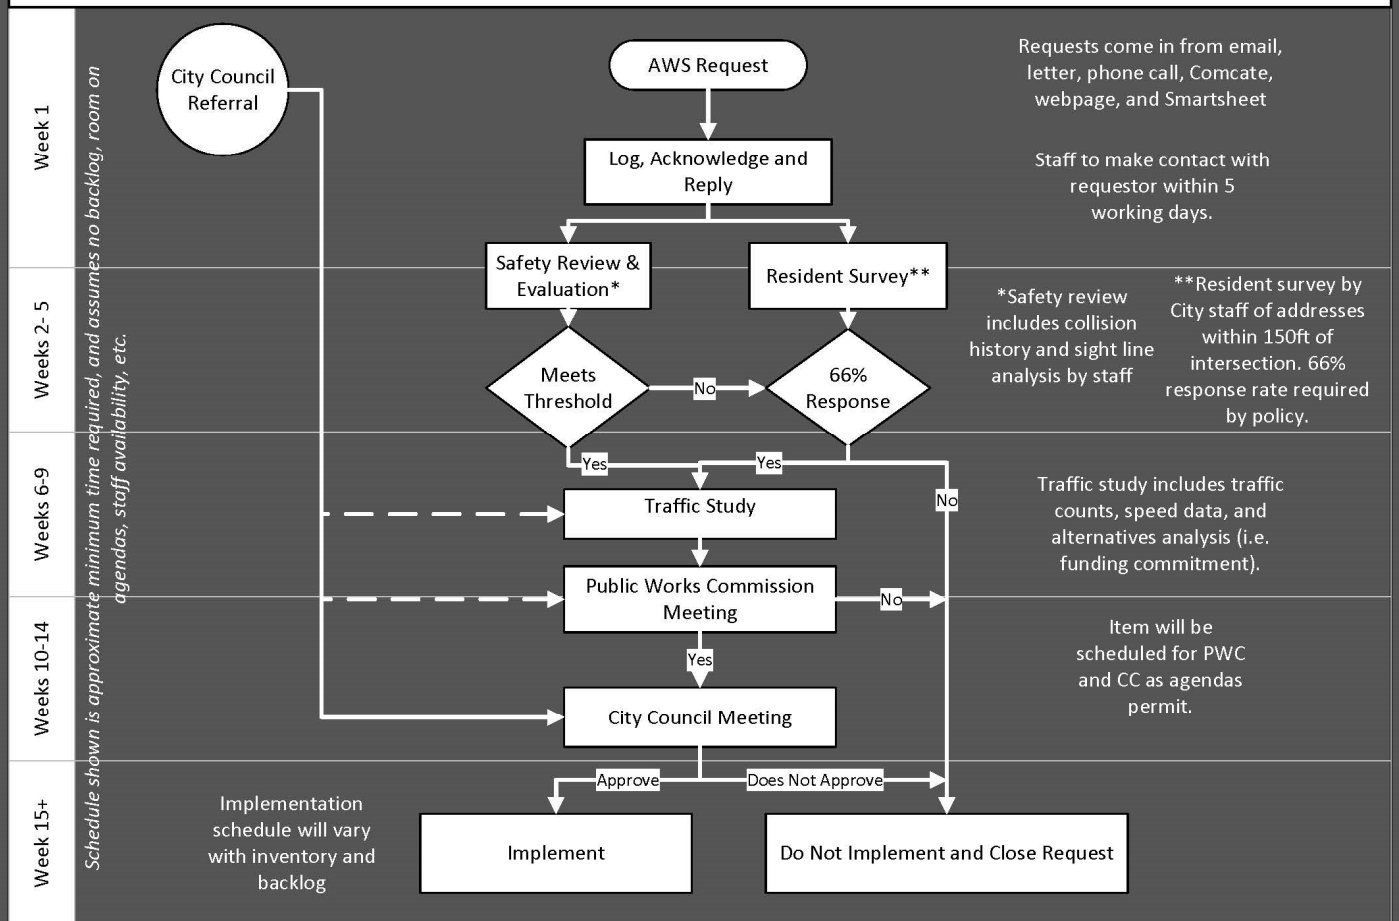 City Council
Referral
AWS Request
Requests come in from email,
letter, phone call, Comcate,
webpage, and Smartsheet
Week 1
Log, Acknowledge and
Reply
Staff to make contact with
requestor within 5
working days.
Schedule shown is approximate minimum time required, and assumes no backlog, room on
agendas, staff availability, etc.
Safety Review &
Evaluation*
Resident Survey**
Weeks 2- 5
*Safety review
includes collision
history and sight line
analysis by staff
**Resident survey by
City staff of addresses
within 150ft of
intersection. 66%
response rate required
by policy.
Meets
Threshold
No
66%
Response
Yes
Yes
No
Weeks 6-9
Traffic Study
Traffic study includes traffic
counts, speed data, and
alternatives analysis (i.e.
funding commitment).
Public Works Commission
Meeting
No
Weeks 10-14
Yes
Item will be
scheduled for PWC
and CC as agendas
permit.
City Council Meeting
Approve
Does Not Approve
Week 15+
Implementation
schedule will vary
with inventory and
backlog
Implement
Do Not Implement and Close Request